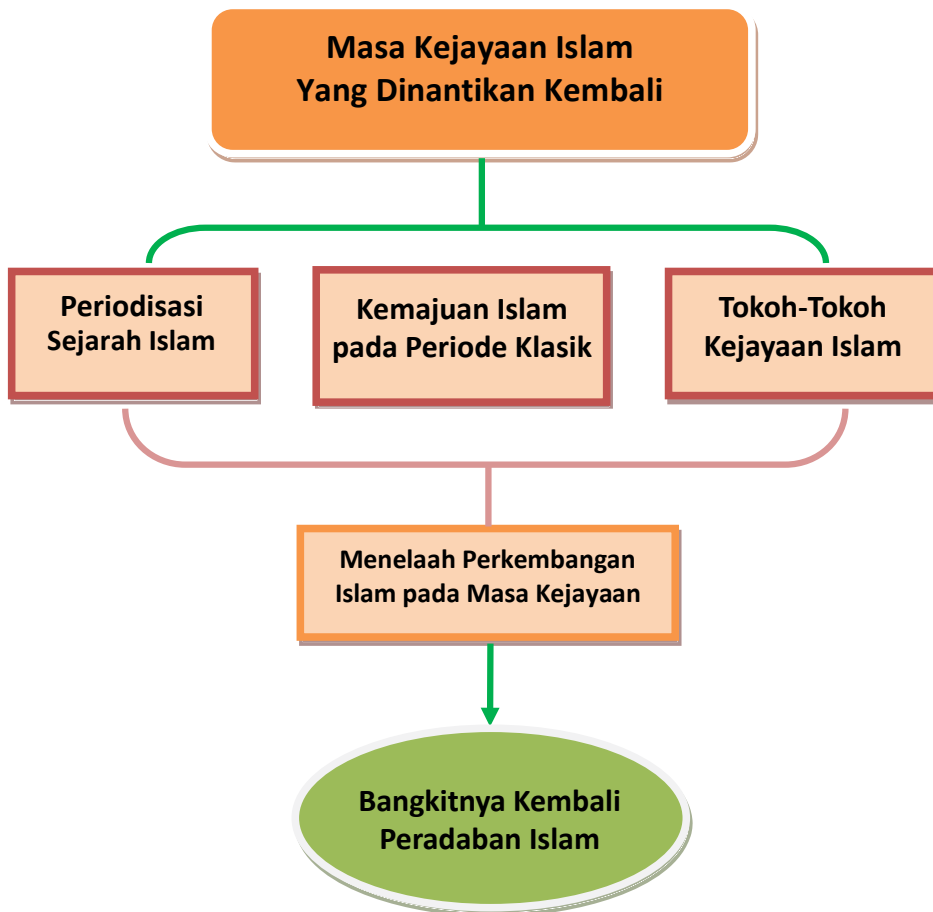 Masa Kejayaan Islam
Yang Dinantikan Kembali
Periodisasi
Sejarah Islam
Kemajuan Islam
pada Periode Klasik
Tokoh-Tokoh
Kejayaan Islam
Menelaah Perkembangan
Islam pada Masa Kejayaan
Bangkitnya Kembali
Peradaban Islam